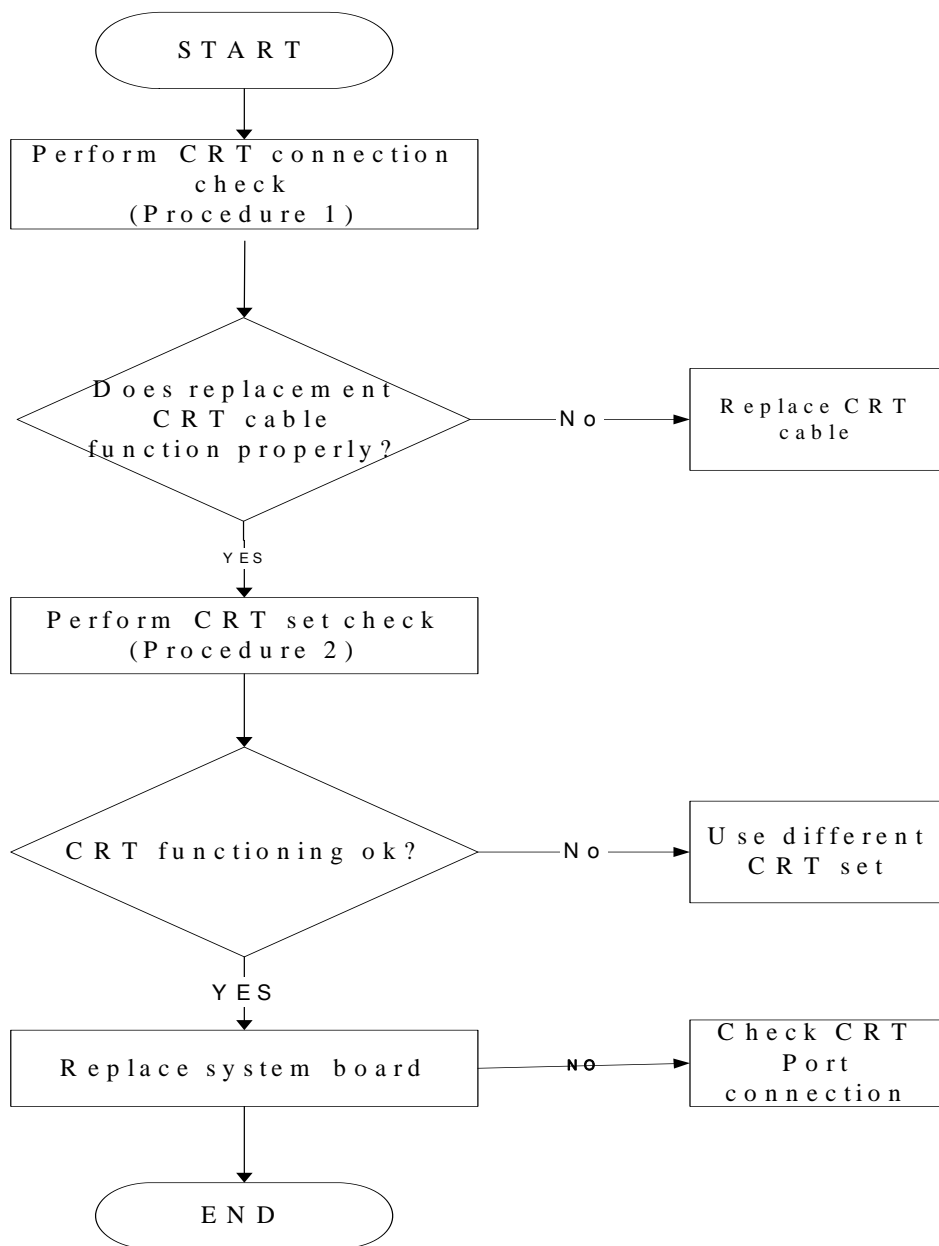 START
Perform CRT connection
check
(Procedure 1)
Does replacement
CRT cable
function properly?
No
Replace CRT
cable
YES
Perform CRT set check
(Procedure 2)
CRT functioning ok?
No
Use different
CRT set
YES
Replace system board
NO
Check CRT
Port
connection
END